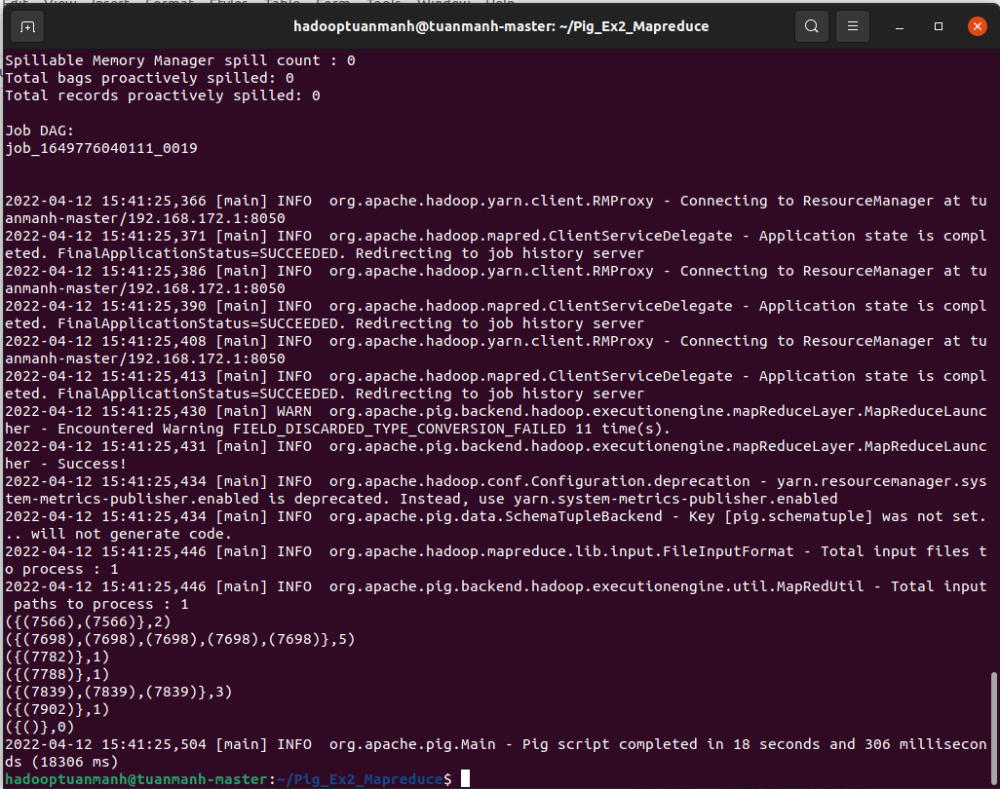 Edit View Insert Format Styles Table Form Tools Window Help
hadooptuanmanh@tuanmanh-master: ~/Pig_Ex2_Mapreduce
Spillable Memory Manager spill count : 0
Total bags proactively spilled: 0
Total records proactively spilled: 0
Job DAG:
job_1649776040111_0019
2022-04-12 15:41:25,366 [main] INFO  org.apache.hadoop.yarn.client.RMProxy - Connecting to ResourceManager at tu
anmanh-master/192.168.172.1:8050
2022-04-12 15:41:25,371 [main] INFO  org.apache.hadoop.mapred.ClientServiceDelegate - Application state is compl
eted. FinalApplicationStatus=SUCCEEDED. Redirecting to job history server
2022-04-12 15:41:25,386 [main] INFO  org.apache.hadoop.yarn.client.RMProxy - Connecting to ResourceManager at tu
anmanh-master/192.168.172.1:8050
2022-04-12 15:41:25,390 [main] INFO  org.apache.hadoop.mapred.ClientServiceDelegate - Application state is compl
eted. FinalApplicationStatus=SUCCEEDED. Redirecting to job history server
2022-04-12 15:41:25,408 [main] INFO  org.apache.hadoop.yarn.client.RMProxy - Connecting to ResourceManager at tu
anmanh-master/192.168.172.1:8050
2022-04-12 15:41:25,413 [main] INFO  org.apache.hadoop.mapred.ClientServiceDelegate - Application state is compl
eted. FinalApplicationStatus=SUCCEEDED. Redirecting to job history server
2022-04-12 15:41:25,430 [main] WARN  org.apache.pig.backend.hadoop.executionengine.mapReduceLayer.MapReduceLaunc
her - Encountered Warning FIELD_DISCARDED_TYPE_CONVERSION_FAILED 11 time(s).
2022-04-12 15:41:25,431 [main] INFO  org.apache.pig.backend.hadoop.executionengine.mapReduceLayer.MapReduceLaunc
her - Success!
2022-04-12 15:41:25,434 [main] INFO  org.apache.hadoop.conf.Configuration.deprecation - yarn.resourcemanager.sys
tem-metrics-publisher.enabled is deprecated. Instead, use yarn.system-metrics-publisher.enabled
2022-04-12 15:41:25,434 [main] INFO  org.apache.pig.data.SchemaTupleBackend - Key [pig.schematuple] was not set.
.. will not generate code.
2022-04-12 15:41:25,446 [main] INFO  org.apache.hadoop.mapreduce.lib.input.FileInputFormat - Total input files t
o process : 1
2022-04-12 15:41:25,446 [main] INFO  org.apache.pig.backend.hadoop.executionengine.util.MapRedUtil - Total input
 paths to process : 1
({(7566),(7566)},2)
({(7698),(7698),(7698),(7698),(7698)},5)
({(7782)},1)
({(7788)},1)
({(7839),(7839),(7839)},3)
({(7902)},1)
({()},0)
2022-04-12 15:41:25,504 [main] INFO  org.apache.pig.Main - Pig script completed in 18 seconds and 306 millisecon
ds (18306 ms)
hadooptuanmanh@tuanmanh-master:~/Pig_Ex2_Mapreduce$